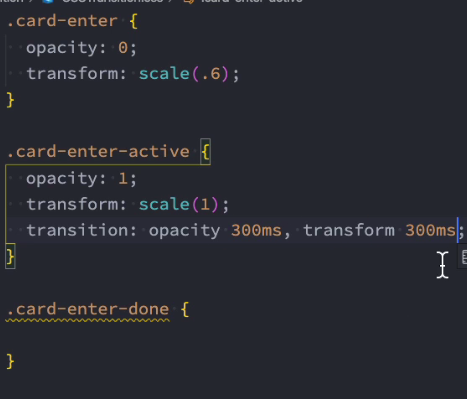 .card-enter {
opacity: 0;
transform: scale(.6);
}
.card-enter-active {
opacity: 1;
transform: scale(1);
transition: opacity 300ms, transform 300ms;
}
.card-enter-done {
}